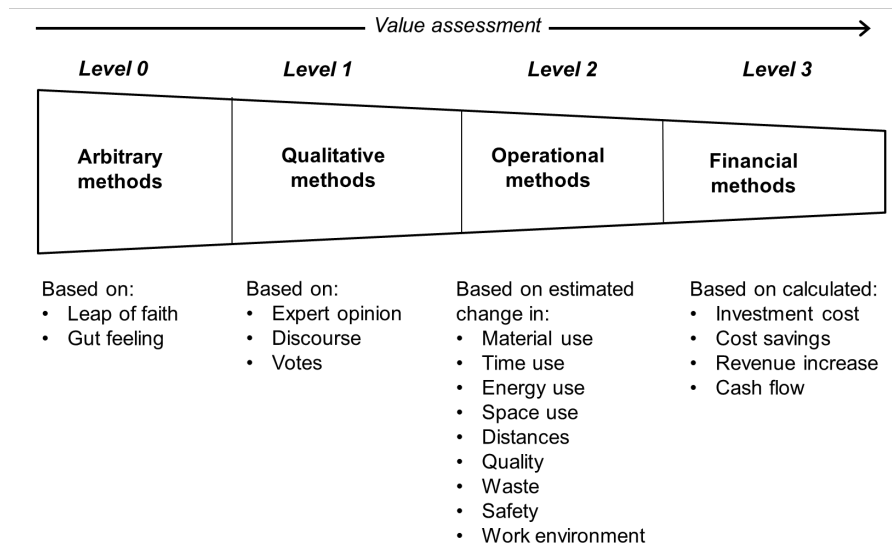 Value assessment
Level 0
Level 1
Level 2
Level 3
Arbitrary
methods
Qualitative
methods
Operational
methods
Financial
methods
Based on:
• Leap of faith
• Gut feeling
Based on:
• Expert opinion
• Discourse
• Votes
Based on estimated
change in:
• Material use
• Time use
• Energy use
• Space use
• Distances
• Quality
• Waste
• Safety
• Work environment
Based on calculated:
• Investment cost
• Cost savings
• Revenue increase
• Cash flow